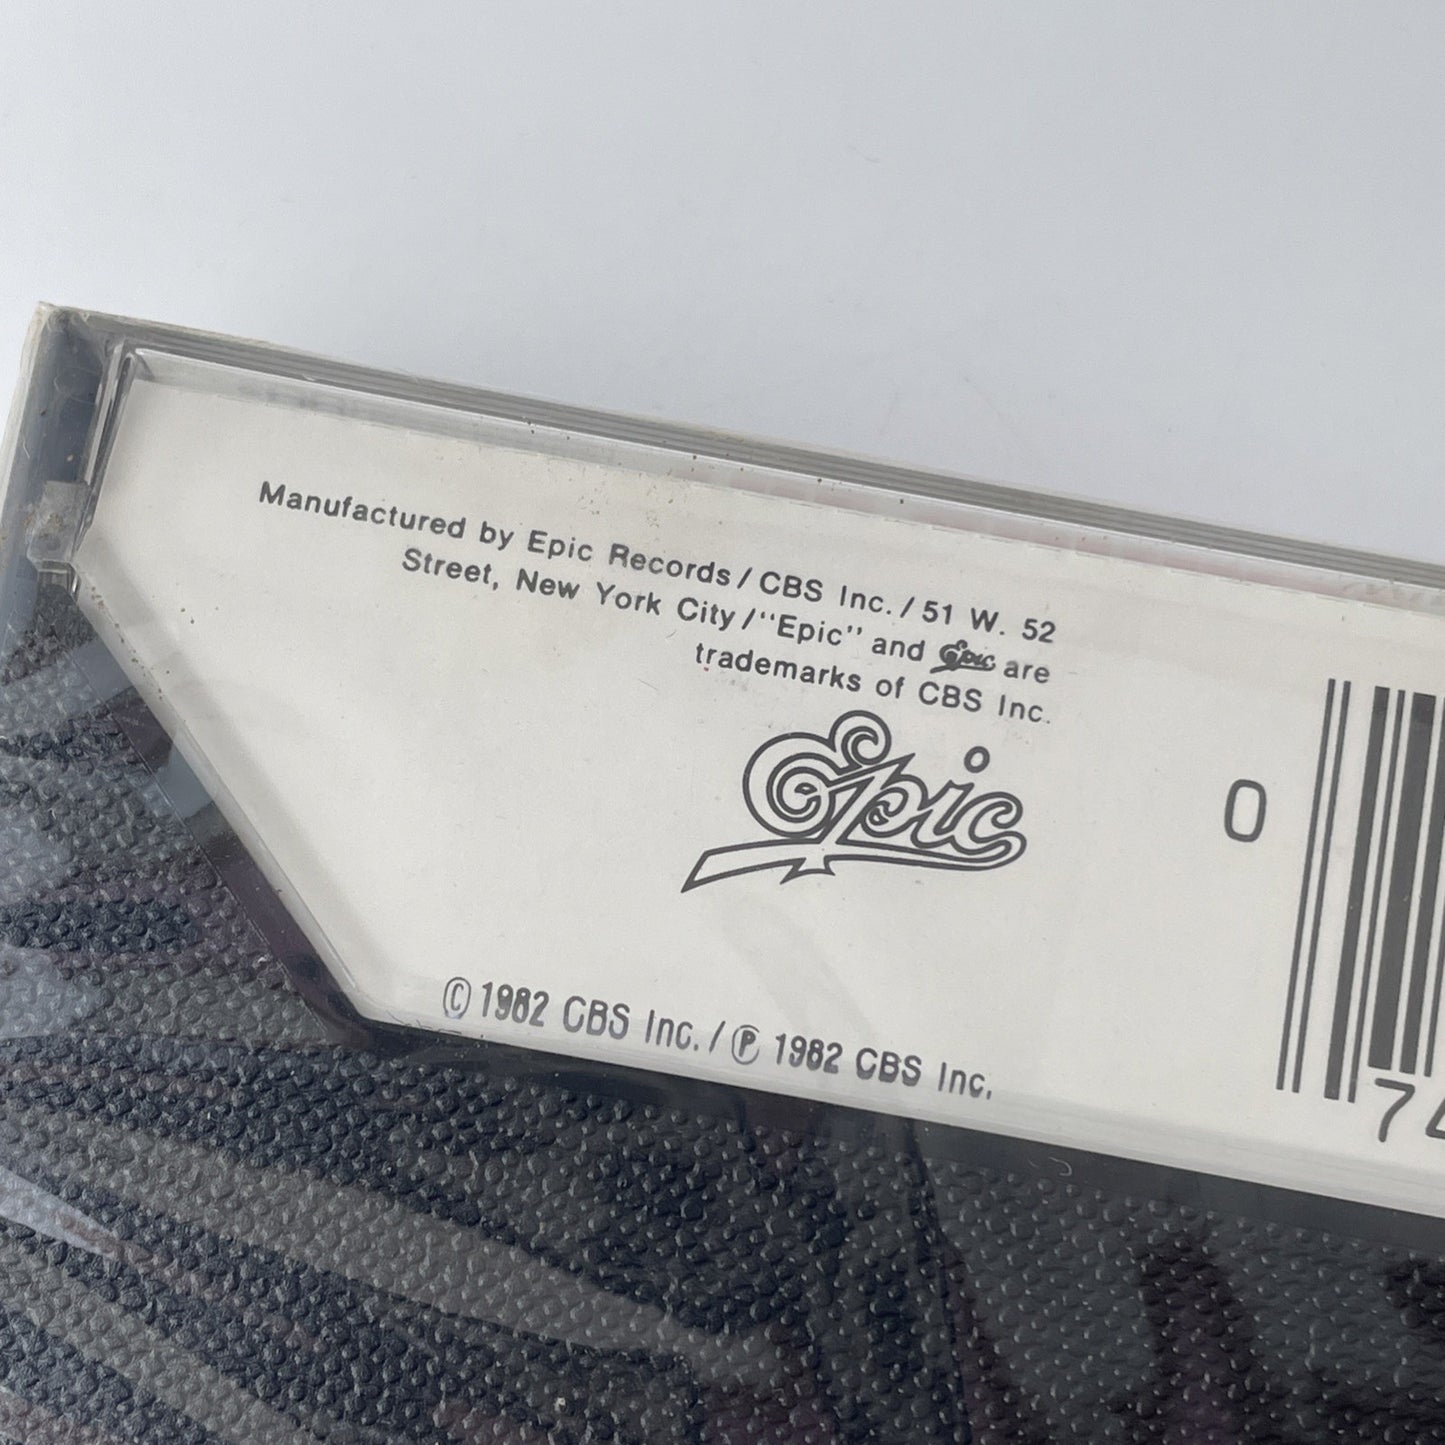 Manufactured by Epic Records / CBS Inc. / 51 W. 52
Street, New York City / "Epic" and Epic are
trademarks of CBS Inc.
Epic
© 1982 CBS Inc. / ℗ 1982 CBS Inc.
0
74